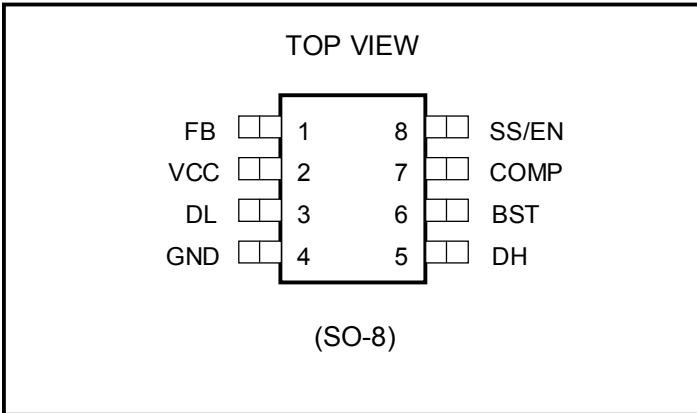 TOP VIEW
FB 1 8 SS/EN
VCC 2 7 COMP
DL 3 6 BST
GND 4 5 DH
(SO-8)